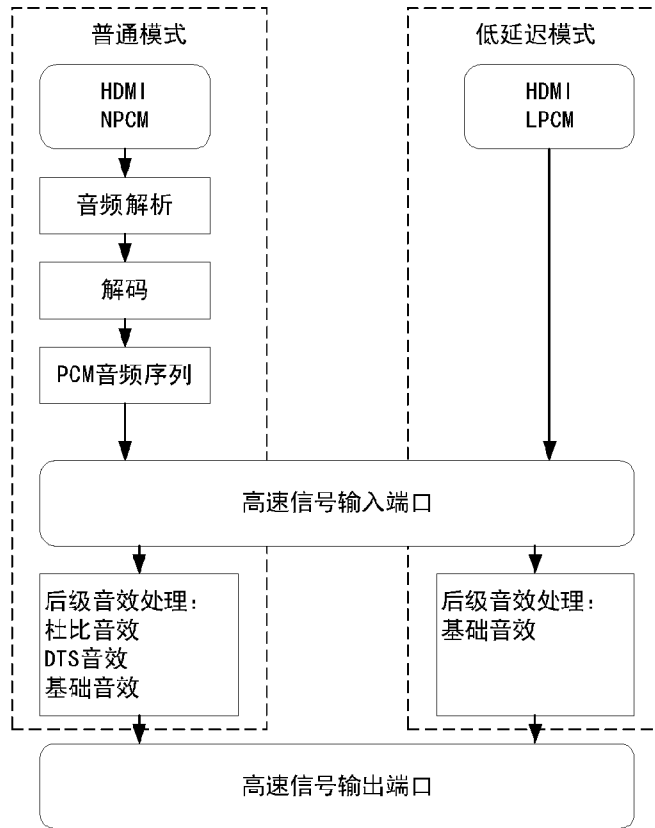 普通模式
HDMI
NPCM
音频解析
解码
PCM音频序列
低延迟模式
HDMI
LPCM
高速信号输入端口
后级音效处理:
杜比音效
DTS音效
基础音效
后级音效处理:
基础音效
高速信号输出端口